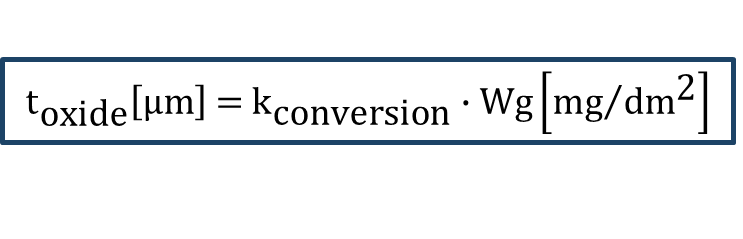 t_oxide[µm] = k_conversion · Wg[mg/dm²]